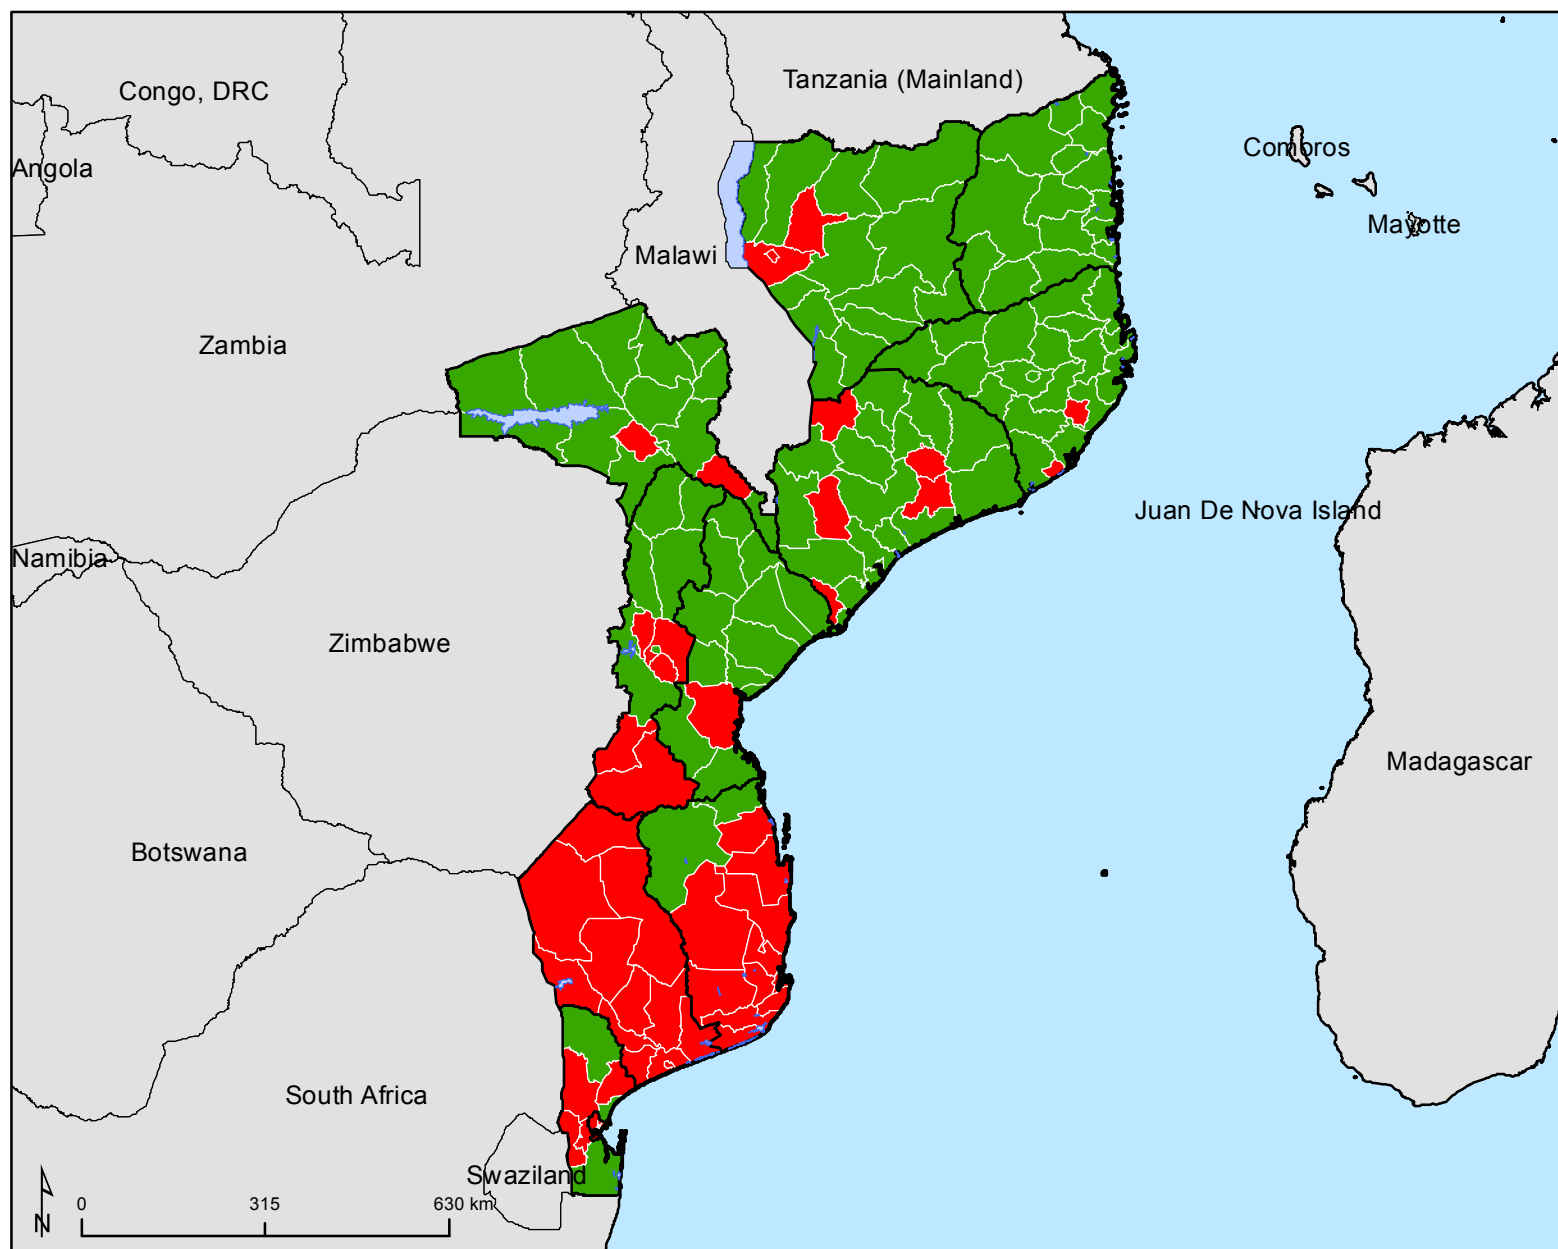 Tanzania (Mainland)
Congo, DRC
Comoros
Angola
Mayotte
Malawi
Zambia
Juan De Nova Island
Namibia
Zimbabwe
Madagascar
Botswana
South Africa
Swaziland
0 315 630 km
N